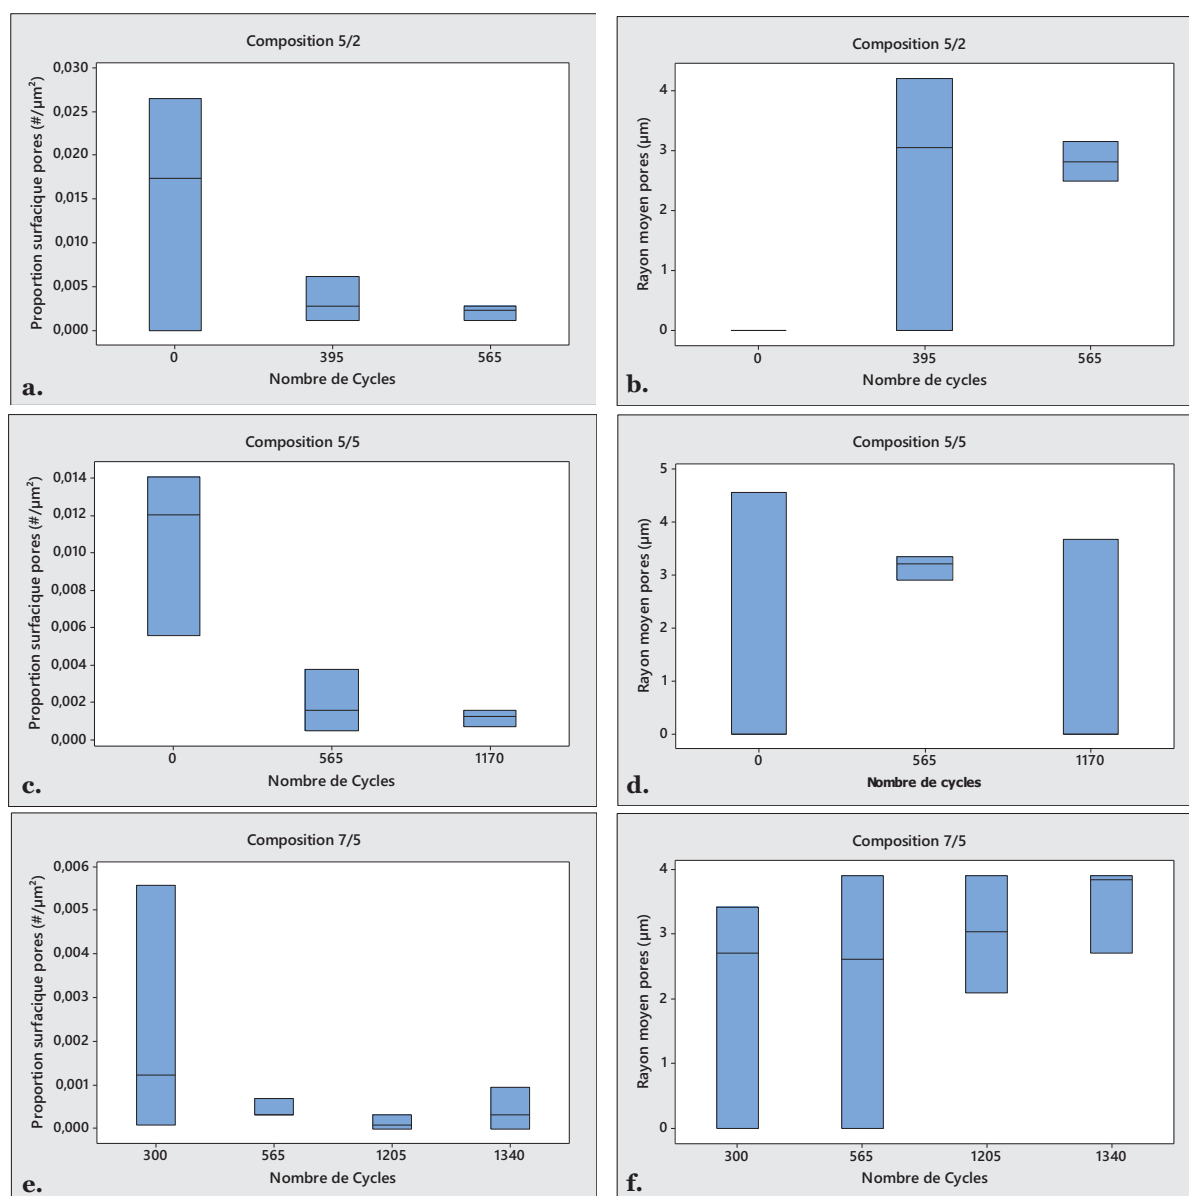 Composition 5/2
Proportion surfacique pores (#/µm²)
0,030
0,025
0,020
0,015
0,010
0,005
0,000
0 395 565
Nombre de Cycles
a.
Composition 5/2
Rayon moyen pores (µm)
4
3
2
1
0
0 395 565
Nombre de cycles
b.
Composition 5/5
Proportion surfacique pores (#/µm²)
0,014
0,012
0,010
0,008
0,006
0,004
0,002
0,000
0 565 1170
Nombre de Cycles
c.
Composition 5/5
Rayon moyen pores (µm)
5
4
3
2
1
0
0 565 1170
Nombre de cycles
d.
Composition 7/5
Proportion surfacique pores (#/µm²)
0,006
0,005
0,004
0,003
0,002
0,001
0,000
300 565 1205 1340
Nombre de Cycles
e.
Composition 7/5
Rayon moyen pores (µm)
4
3
2
1
0
300 565 1205 1340
Nombre de Cycles
f.